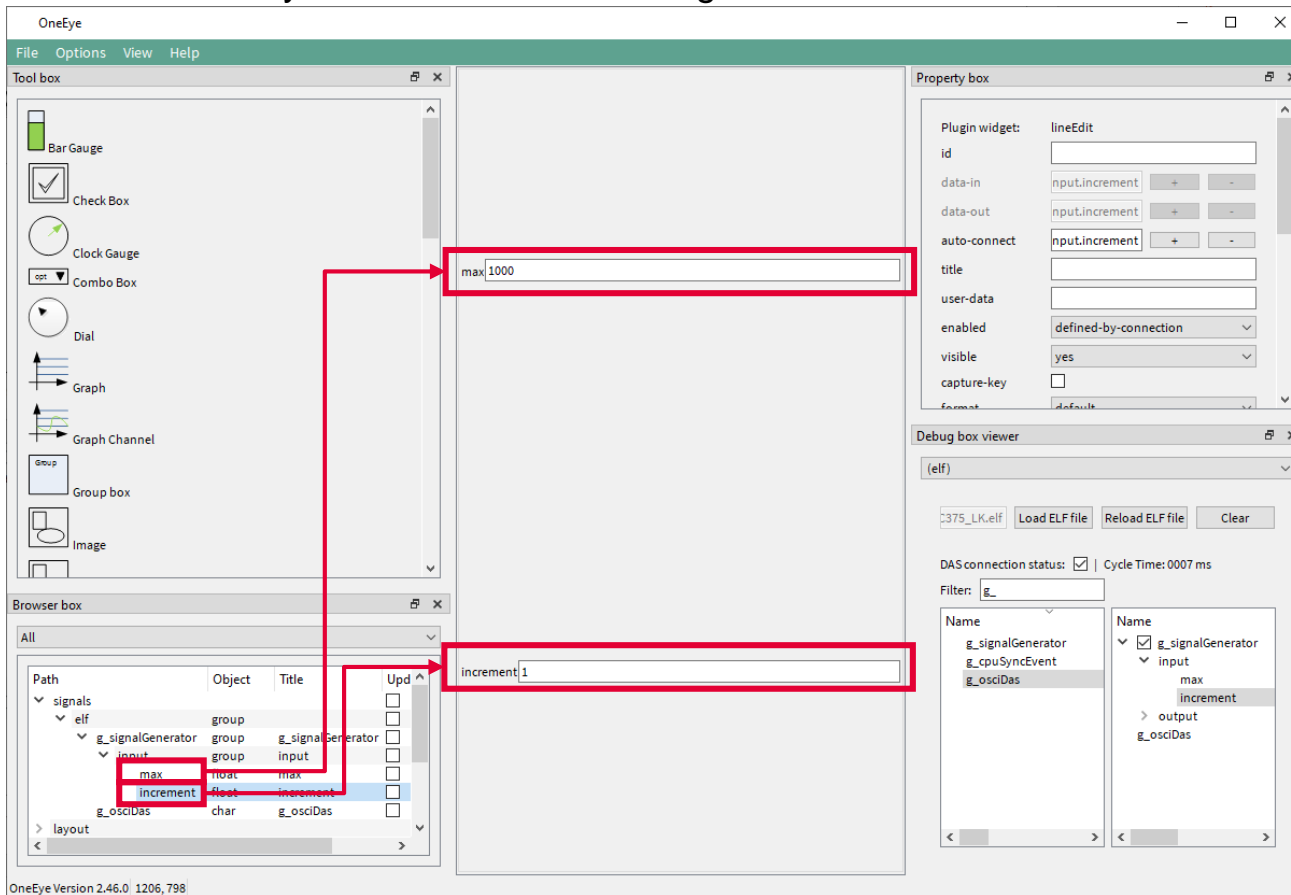 OneEye
File Options View Help
Tool box
Bar Gauge
Check Box
Clock Gauge
opt
Combo Box
Dial
Graph
Graph Channel
Group
Group box
Image
Browser box
All
Path Object Title Upd
signals
elf group
g_signalGenerator group g_signalGenerator
input group input
max float max
increment float increment
g_osciDas char g_osciDas
layout
OneEye Version 2.46.0 1206, 798
max 1000
increment 1
Property box
Plugin widget: lineEdit
id
data-in nput.increment + -
data-out nput.increment + -
auto-connect nput.increment + -
title
user-data
enabled defined-by-connection
visible yes
capture-key
format default
Debug box viewer
(elf)
C375_LK.elf Load ELF file Reload ELF file Clear
DAS connection status: | Cycle Time: 0007 ms
Filter: g_
Name
g_signalGenerator
g_cpuSyncEvent
g_osciDas
Name
g_signalGenerator
input
max
increment
output
g_osciDas